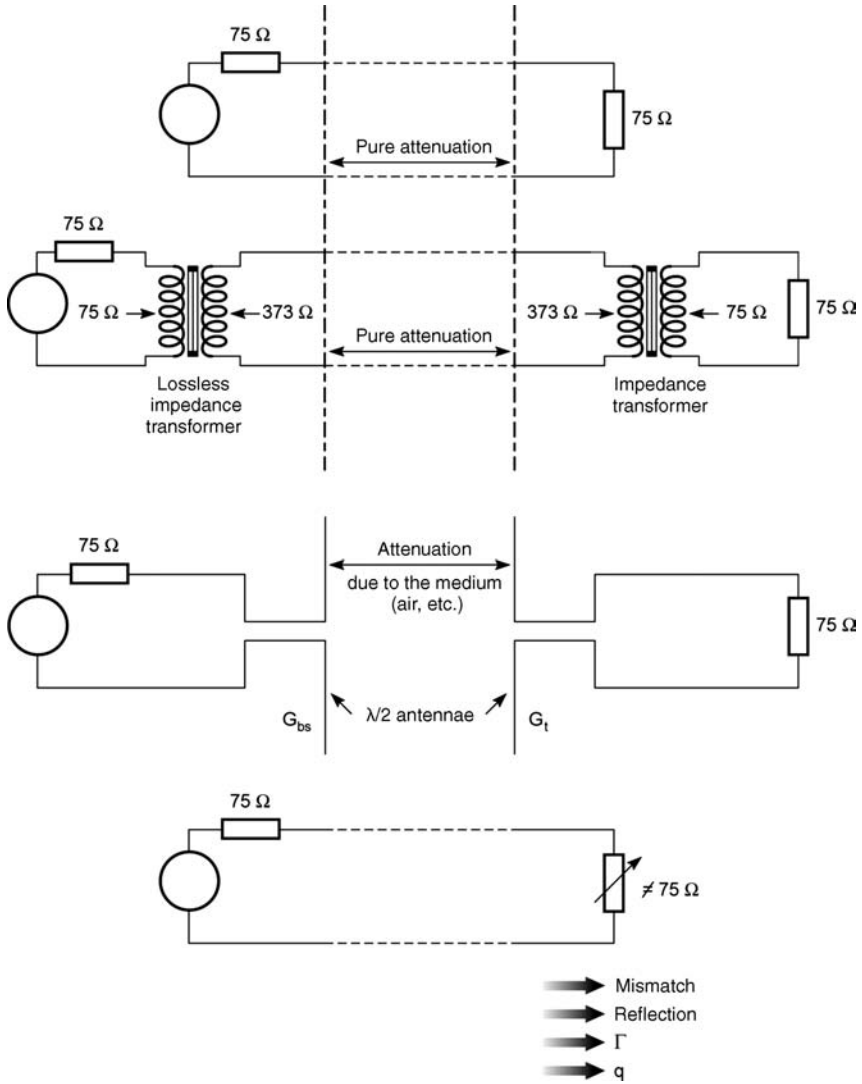 75 Ω
75 Ω
Pure attenuation
75 Ω
75 Ω
373 Ω
373 Ω
75 Ω
75 Ω
Pure attenuation
Lossless
impedance
transformer
Impedance
transformer
75 Ω
Attenuation
due to the medium
(air, etc.)
75 Ω
G_bs
λ/2 antennae
G_t
75 Ω
≠ 75 Ω
Mismatch
Reflection
Γ
q